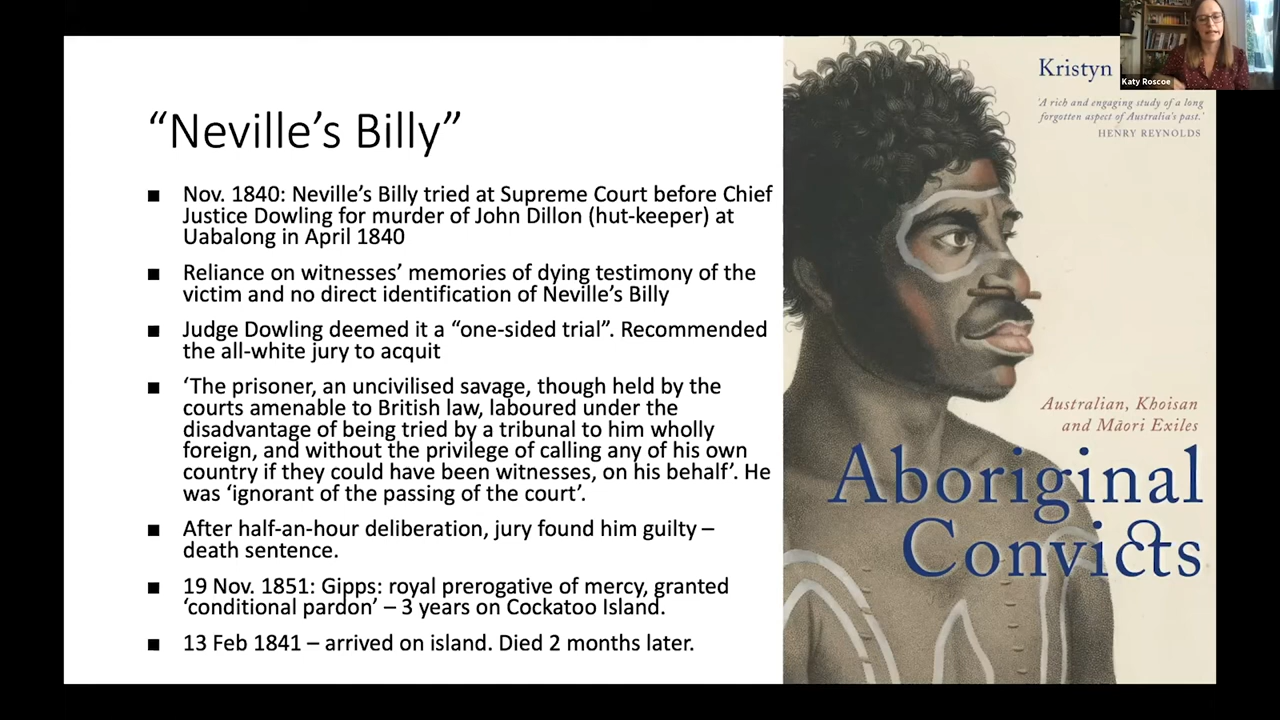 Katy Roscoe
“Neville’s Billy”
■ Nov. 1840: Neville’s Billy tried at Supreme Court before Chief
Justice Dowling for murder of John Dillon (hut-keeper) at
Uabalong in April 1840
■ Reliance on witnesses’ memories of dying testimony of the
victim and no direct identification of Neville’s Billy
■ Judge Dowling deemed it a “one-sided trial”. Recommended
the all-white jury to acquit
■ ‘The prisoner, an uncivilised savage, though held by the
courts amenable to British law, laboured under the
disadvantage of being tried by a tribunal to him wholly
foreign, and without the privilege of calling any of his own
country if they could have been witnesses, on his behalf’. He
was ‘ignorant of the passing of the court’.
■ After half-an-hour deliberation, jury found him guilty –
death sentence.
■ 19 Nov. 1851: Gipps: royal prerogative of mercy, granted
‘conditional pardon’ – 3 years on Cockatoo Island.
■ 13 Feb 1841 – arrived on island. Died 2 months later.
Kristyn
‘A rich and engaging study of a long
forgotten aspect of Australia’s past.’
HENRY REYNOLDS
Australian, Khoisan
and Māori Exiles
Aboriginal
Convicts